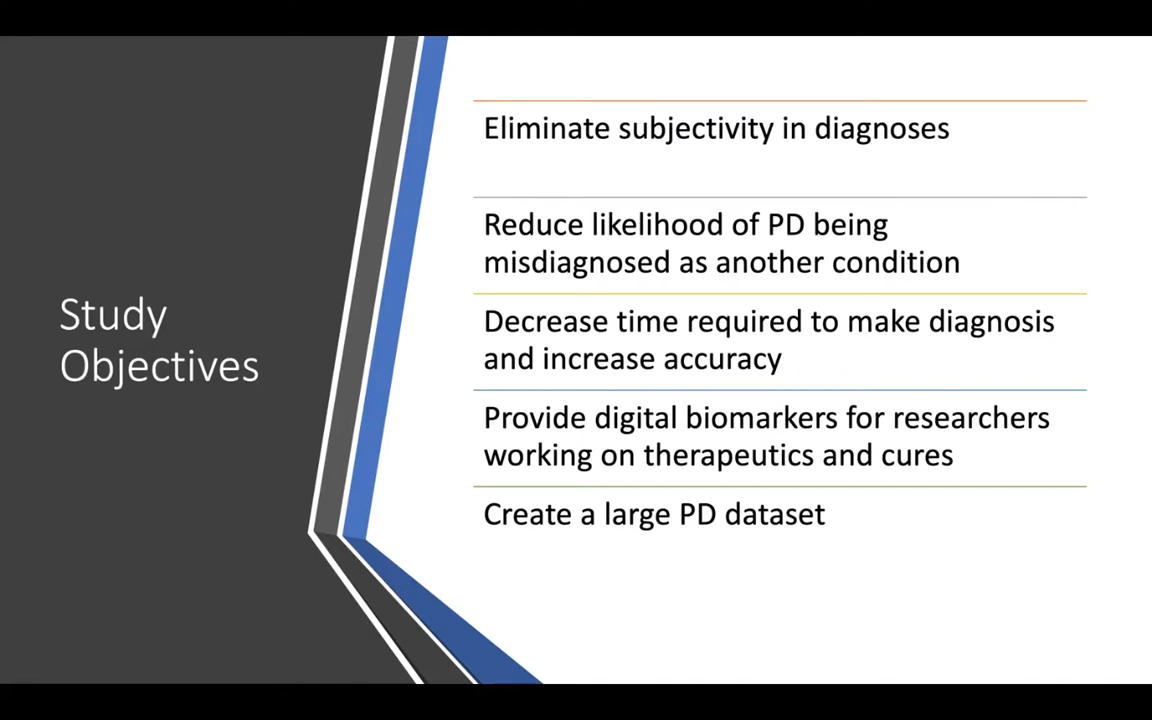 Study
Objectives
Eliminate subjectivity in diagnoses
Reduce likelihood of PD being
misdiagnosed as another condition
Decrease time required to make diagnosis
and increase accuracy
Provide digital biomarkers for researchers
working on therapeutics and cures
Create a large PD dataset